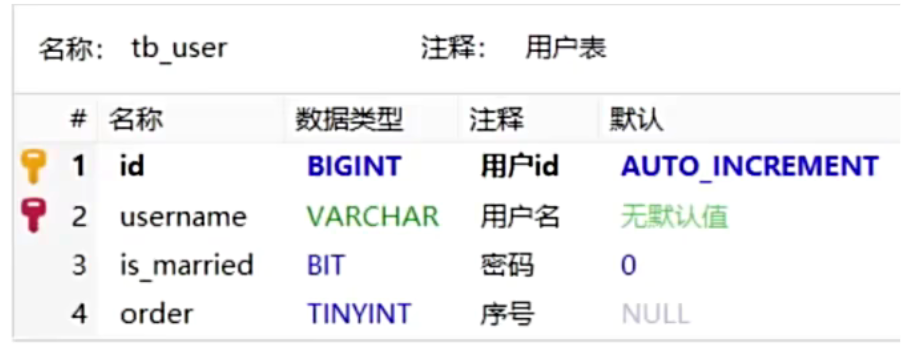 名称： tb_user 注释： 用户表
# 名称 数据类型 注释 默认
1 id BIGINT 用户id AUTO_INCREMENT
2 username VARCHAR 用户名 无默认值
3 is_married BIT 密码 0
4 order TINYINT 序号 NULL